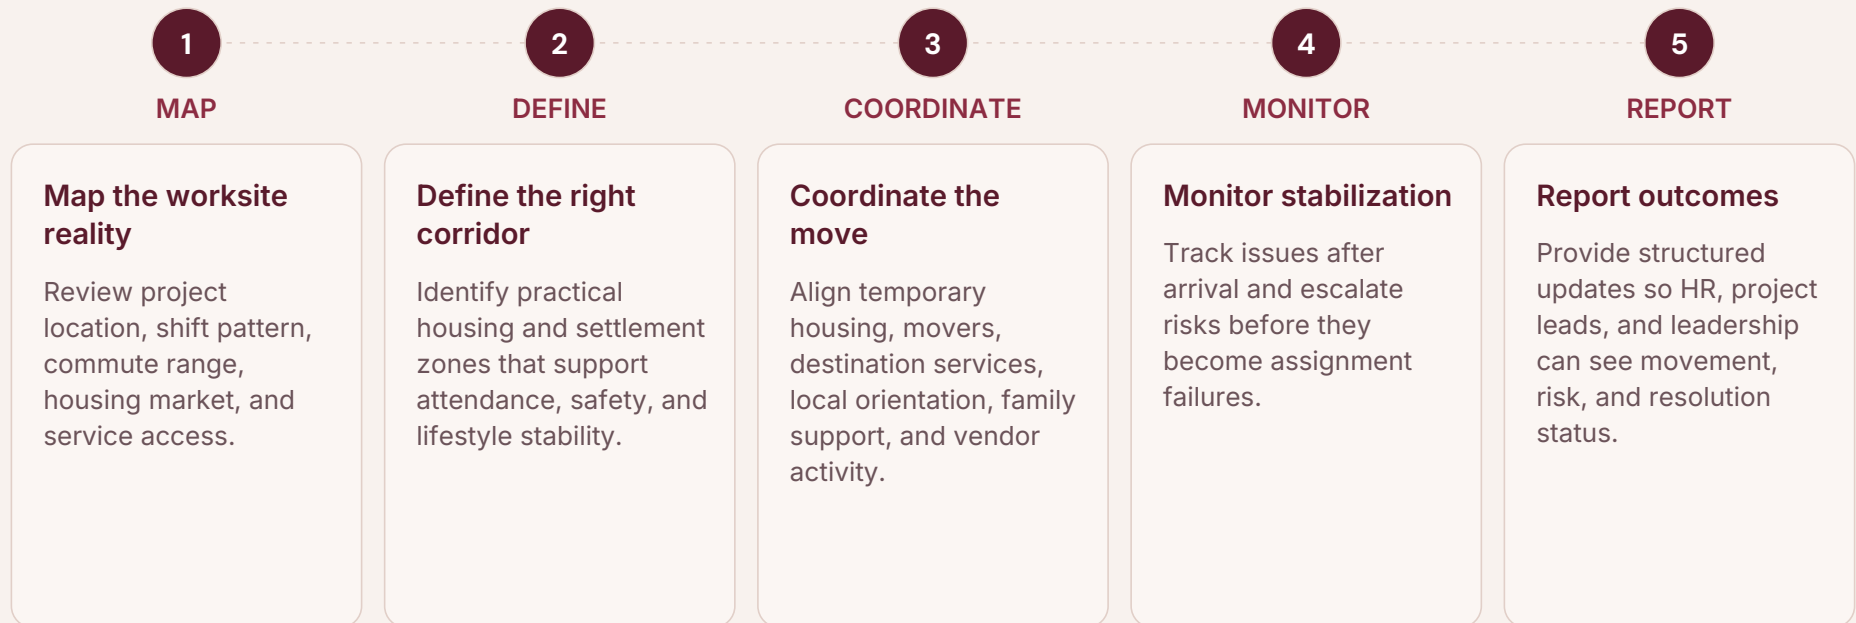 1
MAP
Map the worksite
reality
Review project
location, shift pattern,
commute range,
housing market, and
service access.
2
DEFINE
Define the right
corridor
Identify practical
housing and settlement
zones that support
attendance, safety, and
lifestyle stability.
3
COORDINATE
Coordinate the
move
Align temporary
housing, movers,
destination services,
local orientation, family
support, and vendor
activity.
4
MONITOR
Monitor stabilization
Track issues after
arrival and escalate
risks before they
become assignment
failures.
5
REPORT
Report outcomes
Provide structured
updates so HR, project
leads, and leadership
can see movement,
risk, and resolution
status.